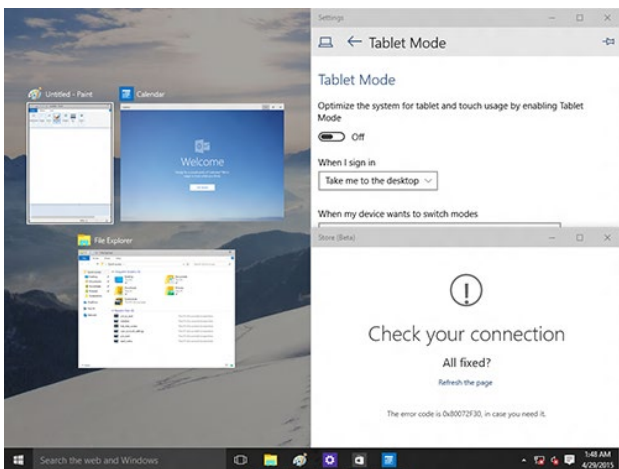 Settings
Tablet Mode
Tablet Mode
Optimize the system for tablet and touch usage by enabling Tablet
Mode
Off
When I sign in
Take me to the desktop
When my device wants to switch modes
Untitled - Paint
Calendar
Welcome
File Explorer
Store (Beta)
Check your connection
All fixed?
Refresh the page
The error code is 0x80072F30, in case you need it.
Search the web and Windows
1:48 AM
4/29/2015